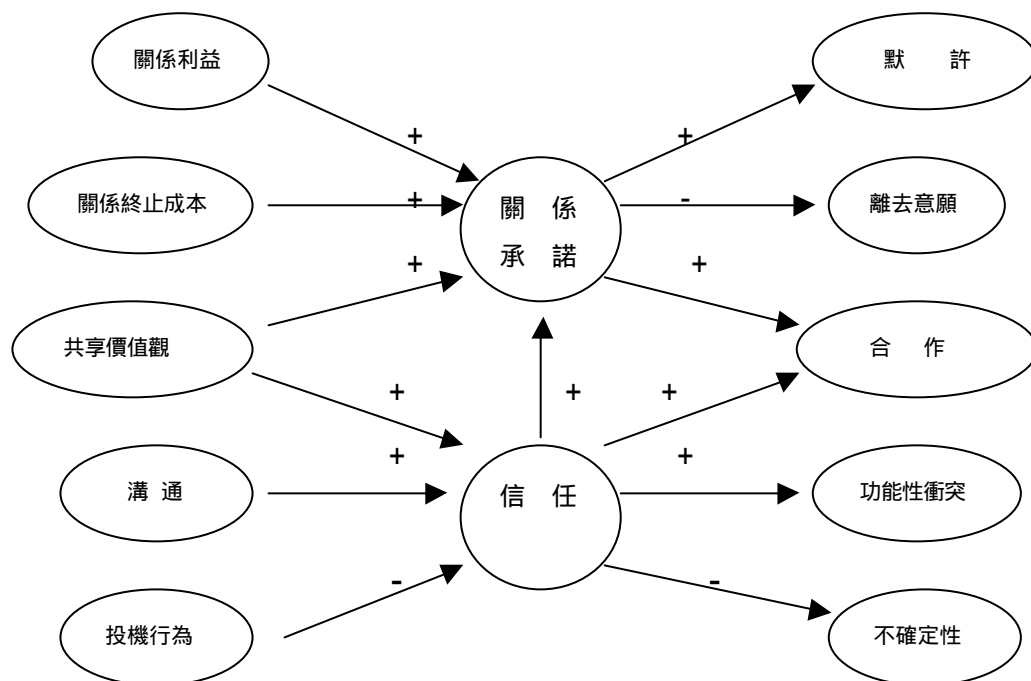 關係利益
默 許
+
+
關係終止成本
+
關 係
承 諾
-
離去意願
+
+
共享價值觀
合 作
+
+
+
溝 通
+
信 任
+
功能性衝突
投機行為
-
-
不確定性